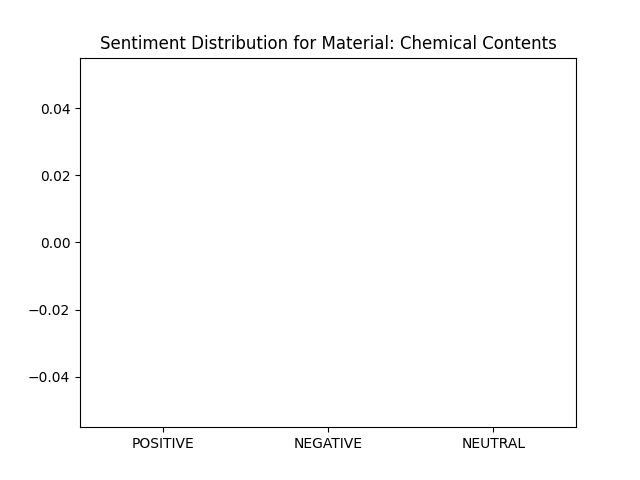 Sentiment Distribution for Material: Chemical Contents
0.04
0.02
0.00
−0.02
−0.04
POSITIVE NEGATIVE NEUTRAL